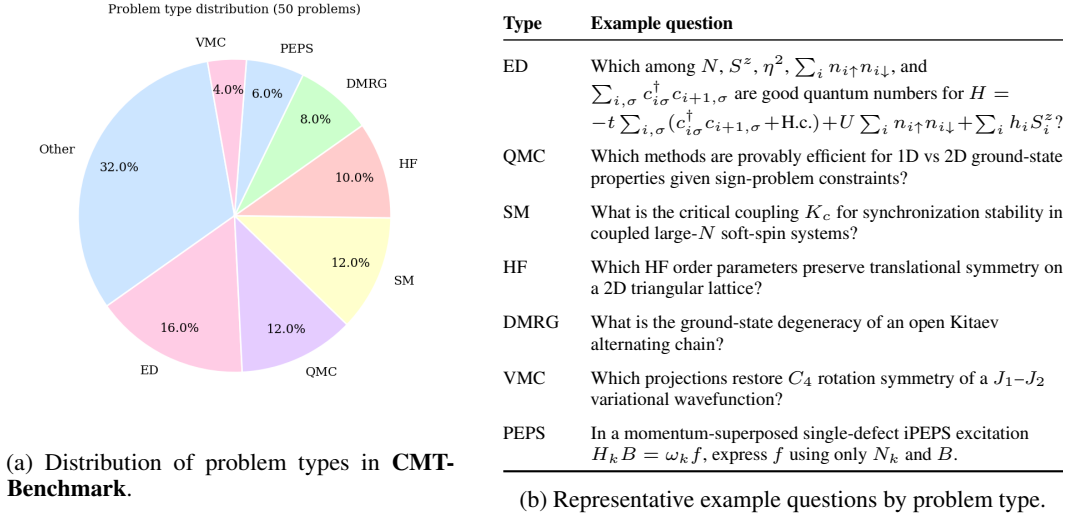 Problem type distribution (50 problems)
VMC
PEPS
DMRG
HF
SM
QMC
ED
Other
4.0%
6.0%
8.0%
10.0%
12.0%
12.0%
16.0%
32.0%
(a) Distribution of problem types in CMT-
Benchmark.
Type Example question
ED Which among N, S^z, η^2, ∑_i n_{i↑}n_{i↓}, and
∑_{i,σ} c^†_{iσ}c_{i+1,σ} are good quantum numbers for H =
−t ∑_{i,σ}(c^†_{iσ}c_{i+1,σ}+H.c.)+U ∑_i n_{i↑}n_{i↓}+∑_i h_iS^z_i?
QMC Which methods are provably efficient for 1D vs 2D ground-state
properties given sign-problem constraints?
SM What is the critical coupling K_c for synchronization stability in
coupled large-N soft-spin systems?
HF Which HF order parameters preserve translational symmetry on
a 2D triangular lattice?
DMRG What is the ground-state degeneracy of an open Kitaev
alternating chain?
VMC Which projections restore C_4 rotation symmetry of a J_1–J_2
variational wavefunction?
PEPS In a momentum-superposed single-defect iPEPS excitation
H_kB = ω_kf, express f using only N_k and B.
(b) Representative example questions by problem type.